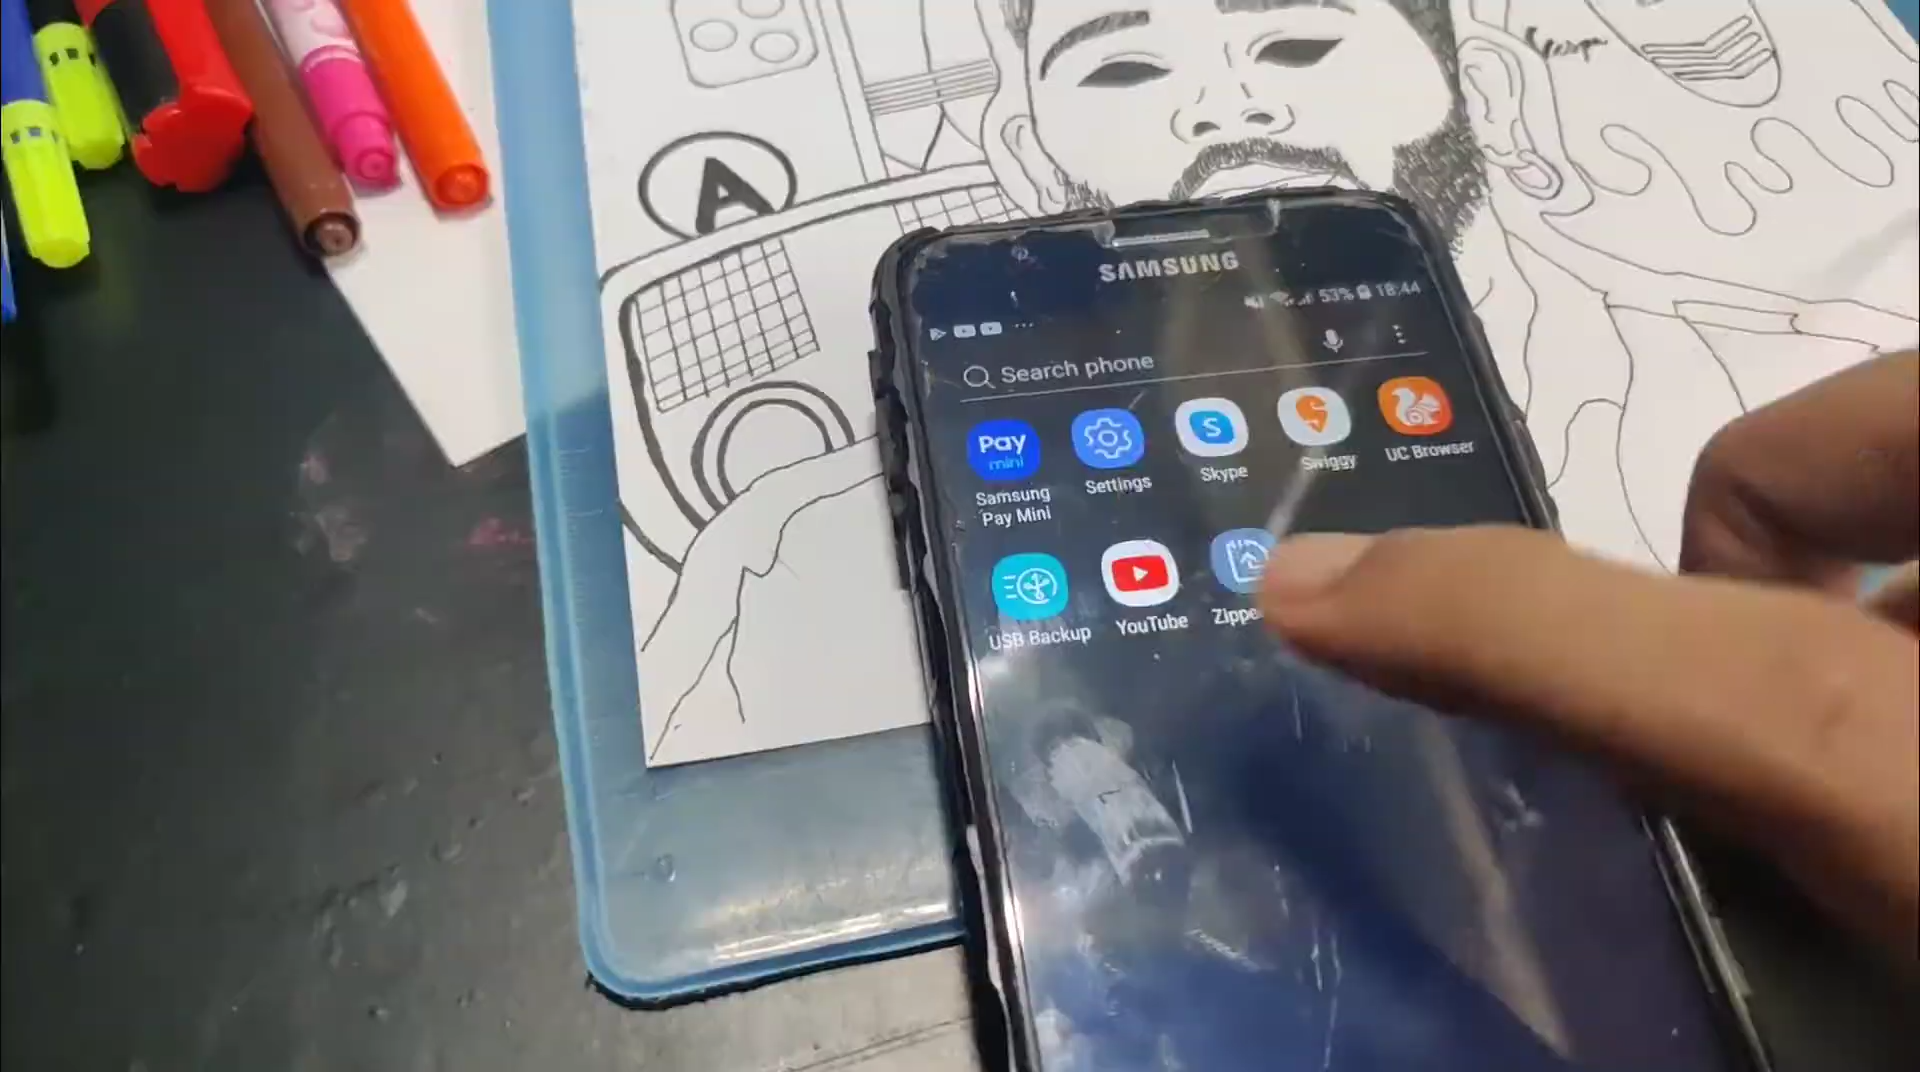 A
SAMSUNG
53% 18:44
Search phone
Pay
mini
S
Samsung
Pay Mini
Settings
Skype
Swiggy
UC Browser
USB Backup
YouTube